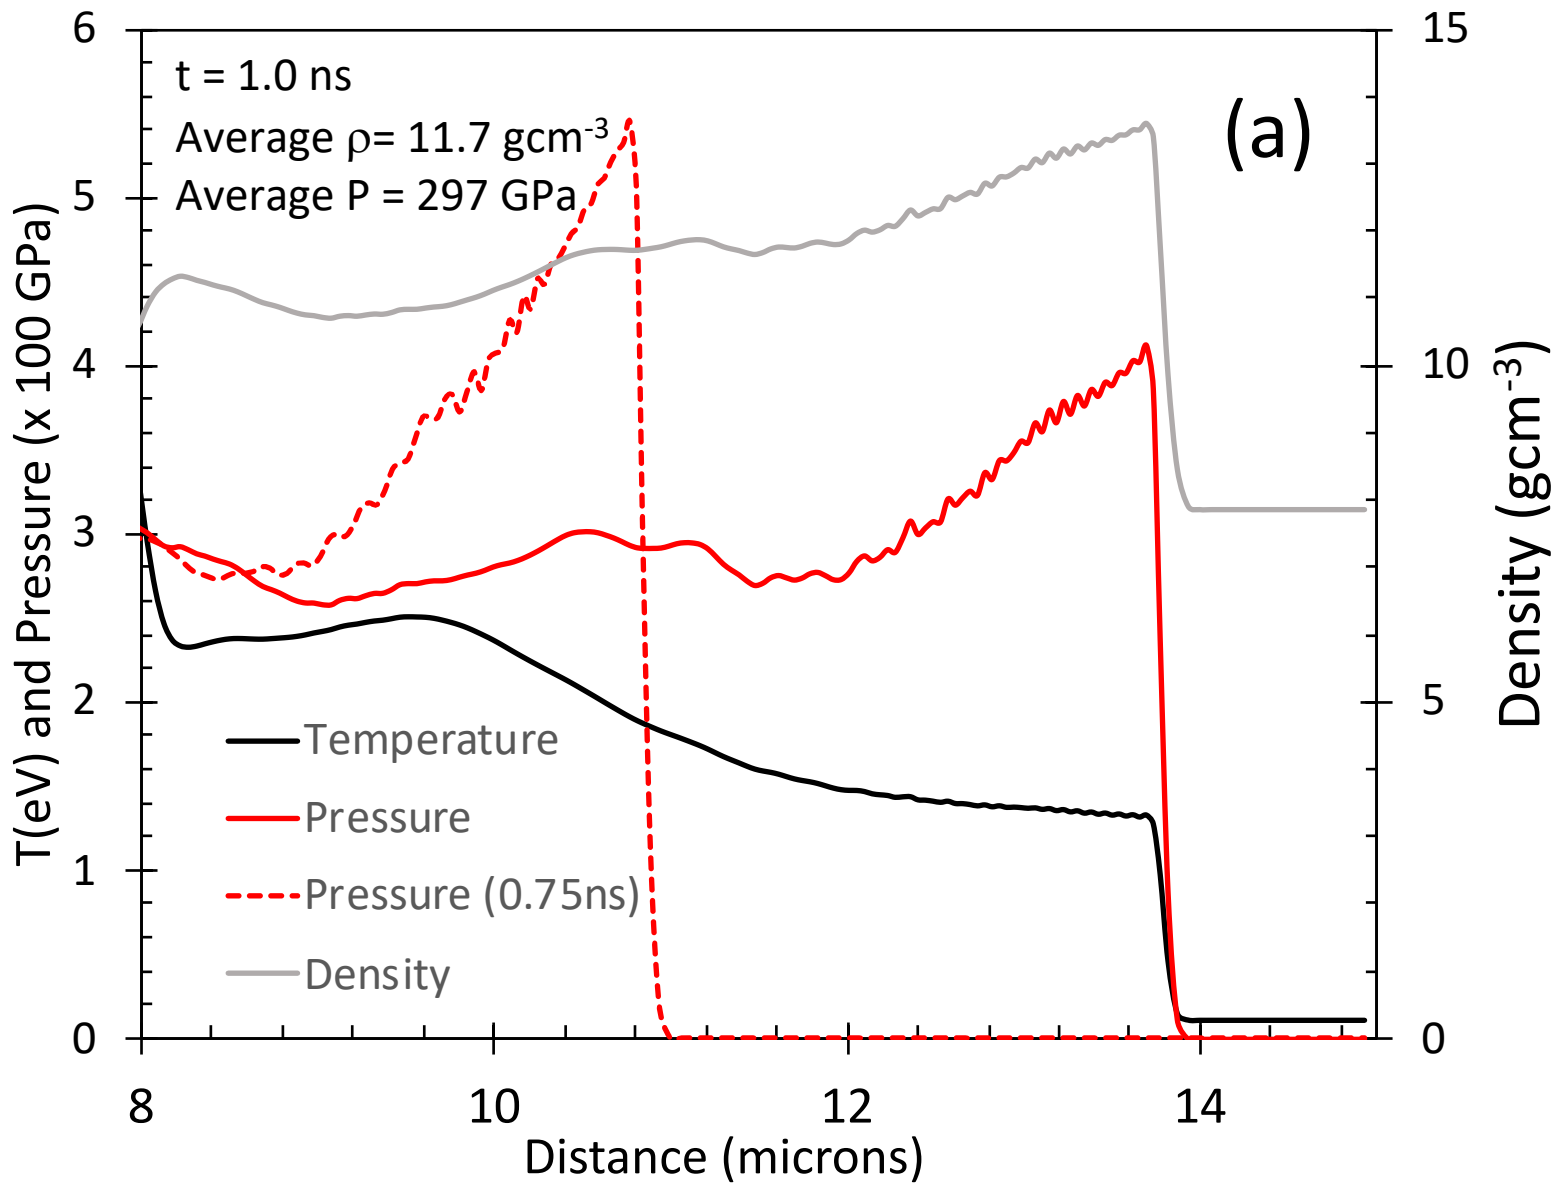 t = 1.0 ns
Average ρ= 11.7 gcm⁻³
Average P = 297 GPa
(a)
6
5
4
3
2
1
0
T(eV) and Pressure (x 100 GPa)
15
10
5
0
Density (gcm⁻³)
Temperature
Pressure
Pressure (0.75ns)
Density
8
10
12
14
Distance (microns)